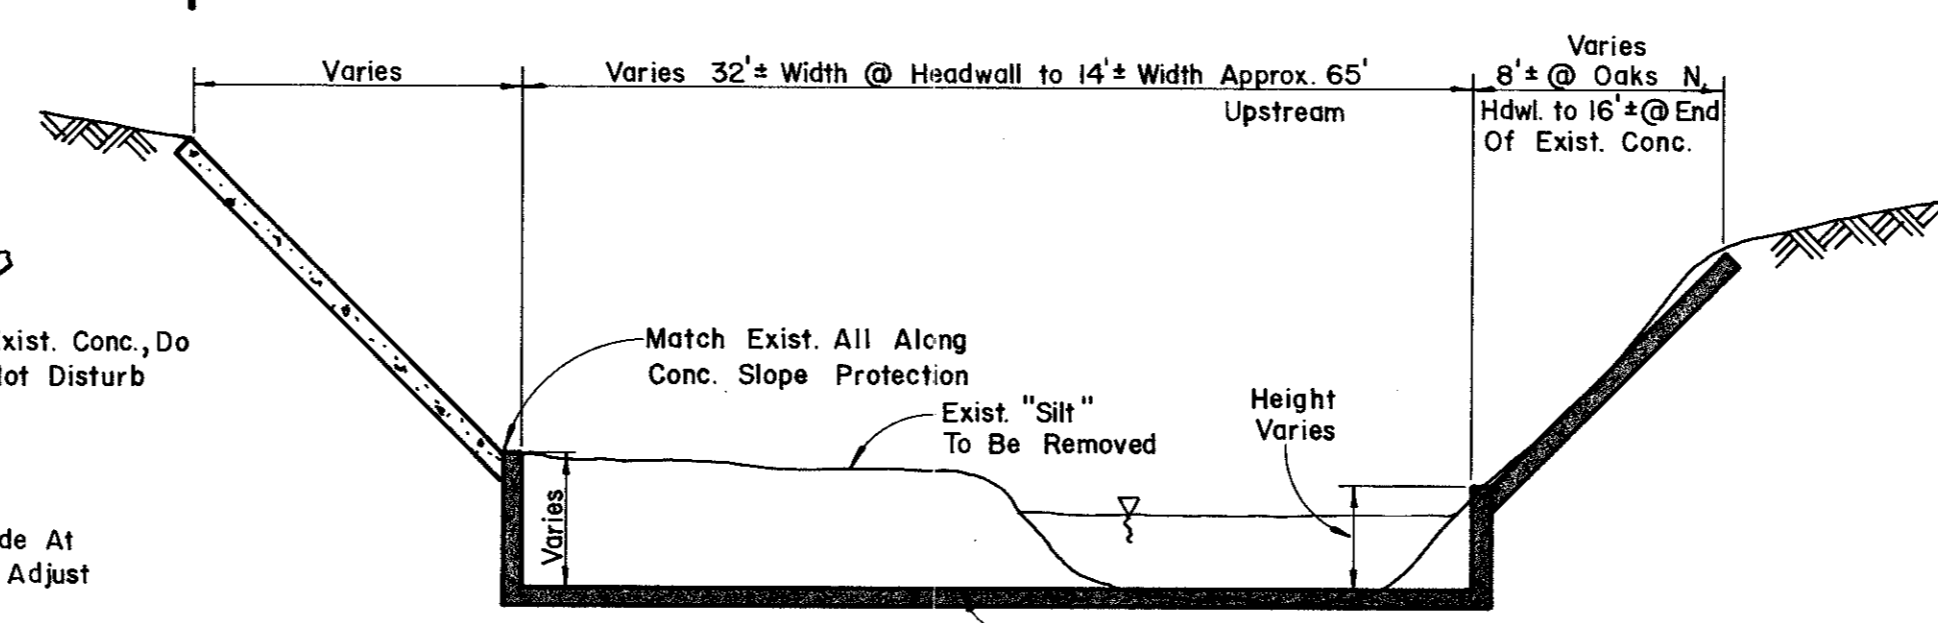 Varies
Varies 32'± Width @ Headwall to 14'± Width Approx. 65'
Upstream
Varies
8'± @ Oaks N.
Hdwl. to 16'± @ End
Of Exist. Conc.
xist. Conc., Do
ot Disturb
Match Exist. All Along
Conc. Slope Protection
Exist. "Silt"
To Be Removed
Height
Varies
Varies
de At
Adjust